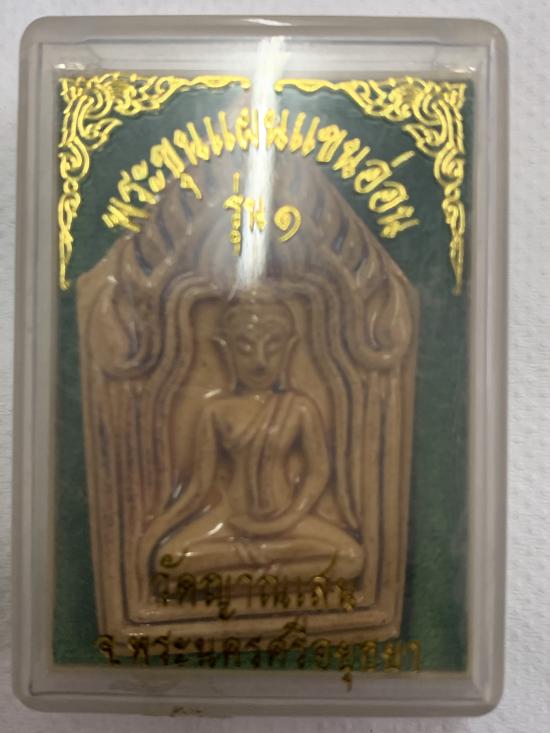 พระขุนแผนแขนอ่อน
รุ่น ๑
วัดญาณเสน
จ.พระนครศรีอยุธยา